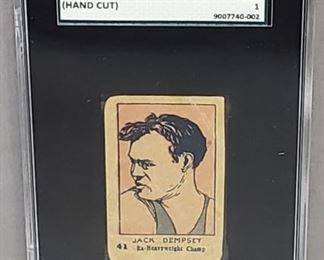 (HAND CUT) 1
9007740-002
JACK DEMPSEY
41 Ex-Heavyweight Champ